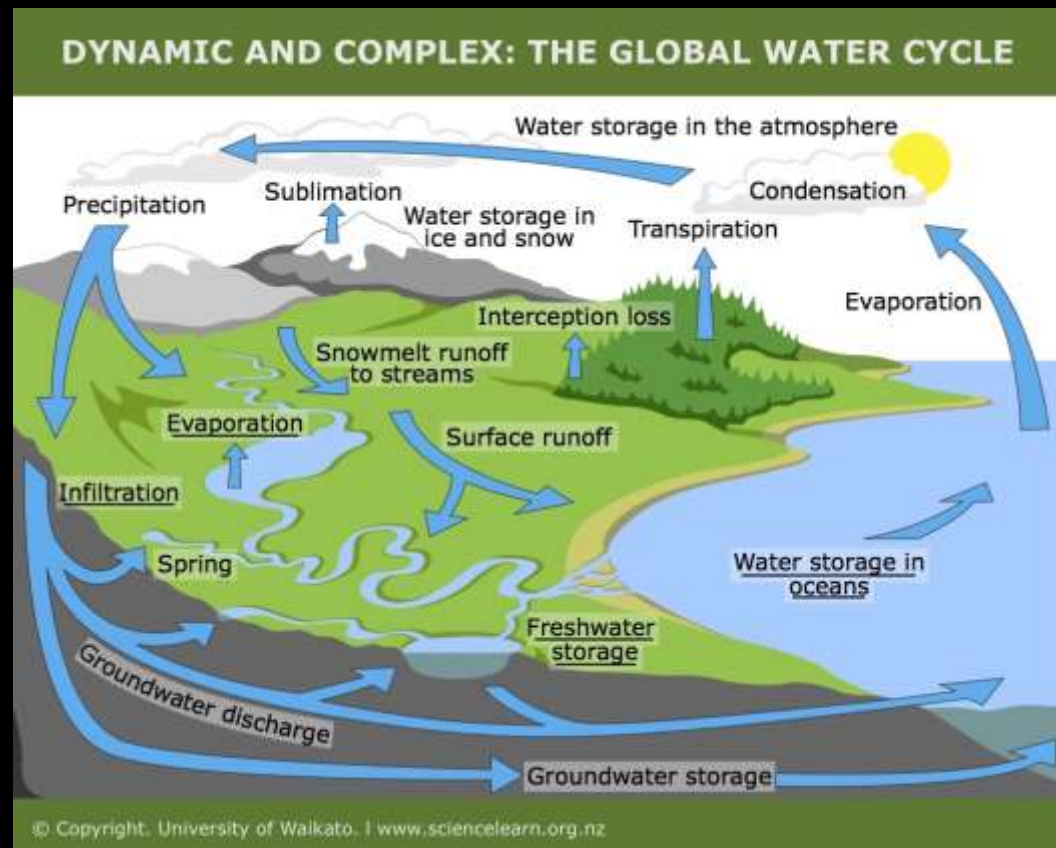 DYNAMIC AND COMPLEX: THE GLOBAL WATER CYCLE
Water storage in the atmosphere
Precipitation
Sublimation
Water storage in
ice and snow
Transpiration
Condensation
Evaporation
Interception loss
Snowmelt runoff
to streams
Evaporation
Surface runoff
Infiltration
Spring
Water storage in
oceans
Freshwater
storage
Groundwater discharge
Groundwater storage
© Copyright. University of Waikato. | www.sciencelearn.org.nz